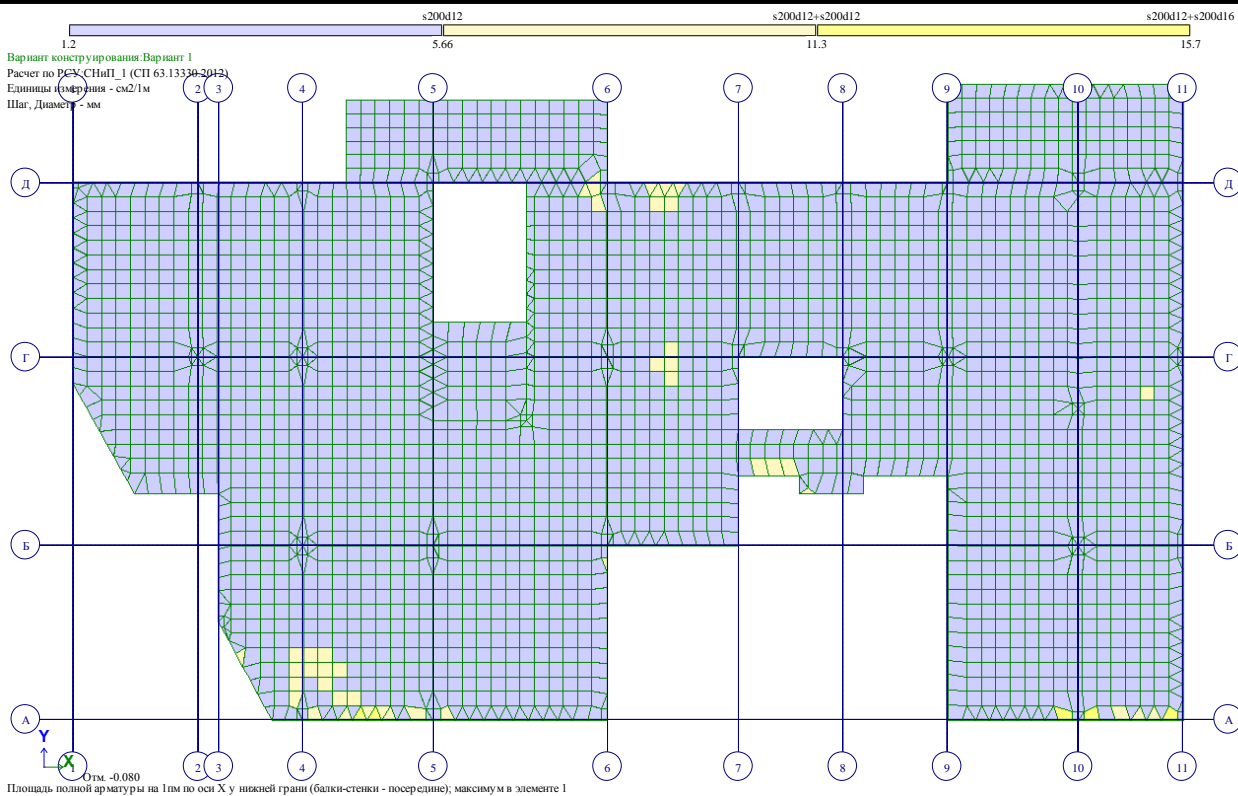 s200d12 s200d12+s200d12 s200d12+s200d16
1.2 5.66 11.3 15.7
Вариант конструирования:Вариант 1
Расчет по РСУ:СНиП_1 (СП 63.13330.2012)
Единицы измерения - см2/1м
Шаг, Диаметр - мм
1 2 3 4 5 6 7 8 9 10 11
Д Д
Г Г
Б Б
А А
Y
X
1 2 3 4 5 6 7 8 9 10 11
Отм. -0.080
Площадь полной арматуры на 1пм по оси X у нижней грани (балки-стенки - посередине); максимум в элементе 1